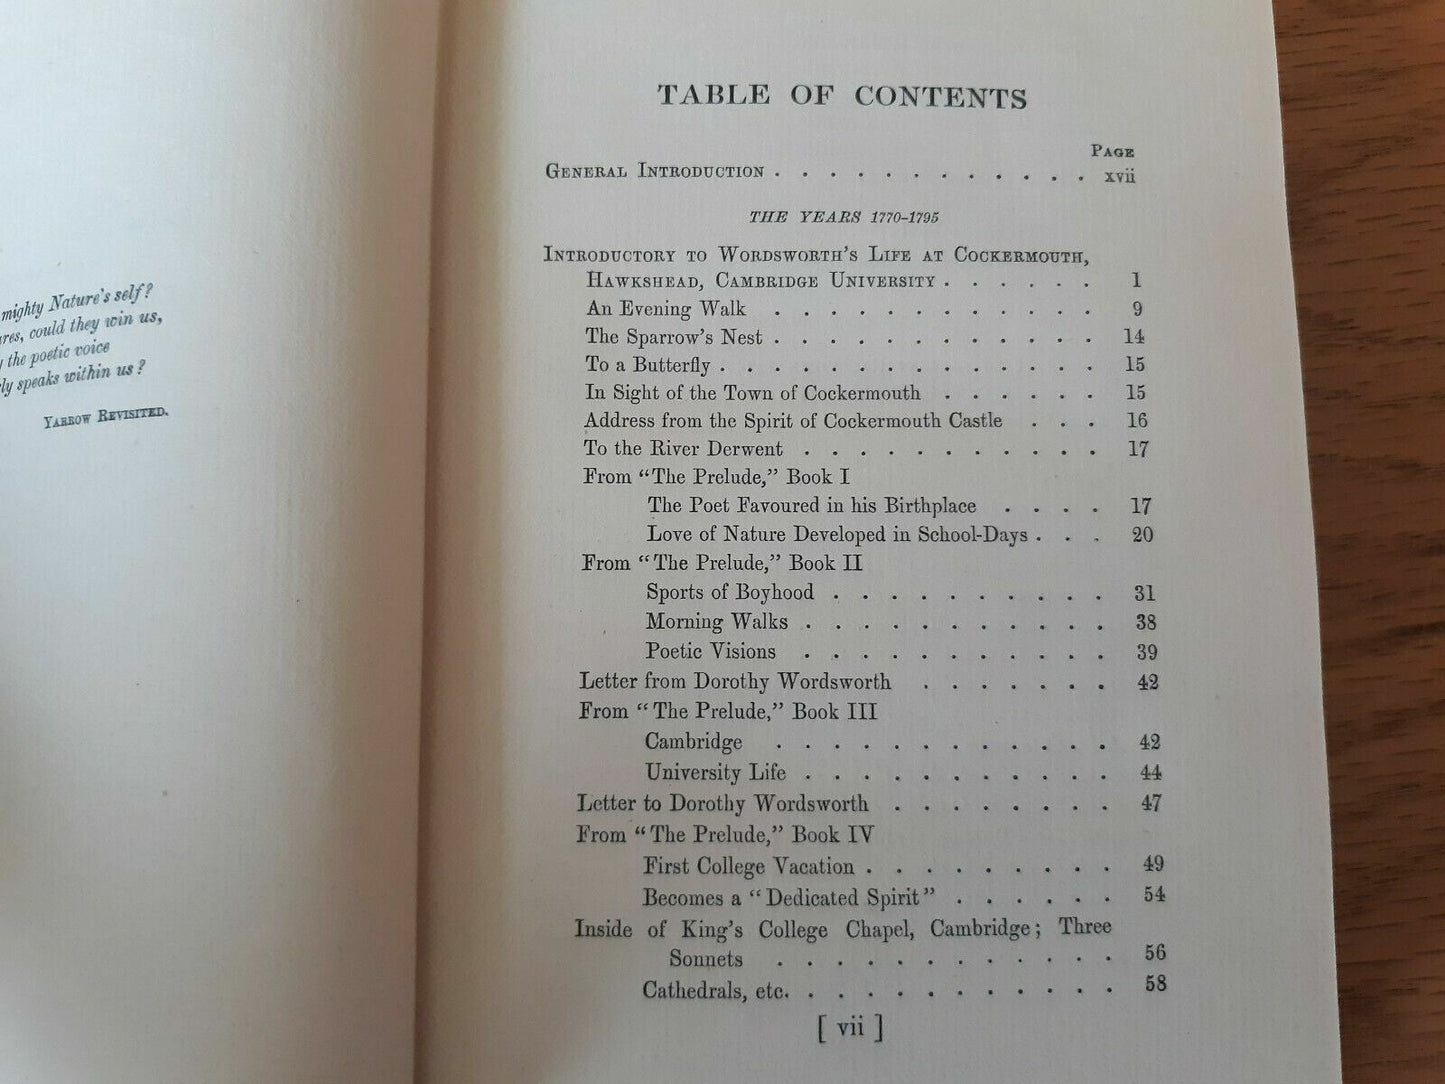 mighty Nature's self?
could they win us,
the poetic voice
speaks within us?
Yarrow Revisited.
TABLE OF CONTENTS
Page
General Introduction . . . . . . . . . . . . xvii
THE YEARS 1770-1795
Introductory to Wordsworth's Life at Cockermouth,
Hawkshead, Cambridge University . . . . . . 1
An Evening Walk . . . . . . . . . . . 9
The Sparrow's Nest . . . . . . . . . . . 14
To a Butterfly . . . . . . . . . . . . . 15
In Sight of the Town of Cockermouth . . . . . . 15
Address from the Spirit of Cockermouth Castle . . . 16
To the River Derwent . . . . . . . . . . . 17
From "The Prelude," Book I
The Poet Favoured in his Birthplace . . . . 17
Love of Nature Developed in School-Days . . . 20
From "The Prelude," Book II
Sports of Boyhood . . . . . . . . . . 31
Morning Walks . . . . . . . . . . . 38
Poetic Visions . . . . . . . . . . . 39
Letter from Dorothy Wordsworth . . . . . . . 42
From "The Prelude," Book III
Cambridge . . . . . . . . . . . . 42
University Life . . . . . . . . . . . 44
Letter to Dorothy Wordsworth . . . . . . . . 47
From "The Prelude," Book IV
First College Vacation . . . . . . . . . 49
Becomes a "Dedicated Spirit" . . . . . . 54
Inside of King's College Chapel, Cambridge; Three
Sonnets . . . . . . . . . . . . 56
Cathedrals, etc. . . . . . . . . . . . 58
[ vii ]